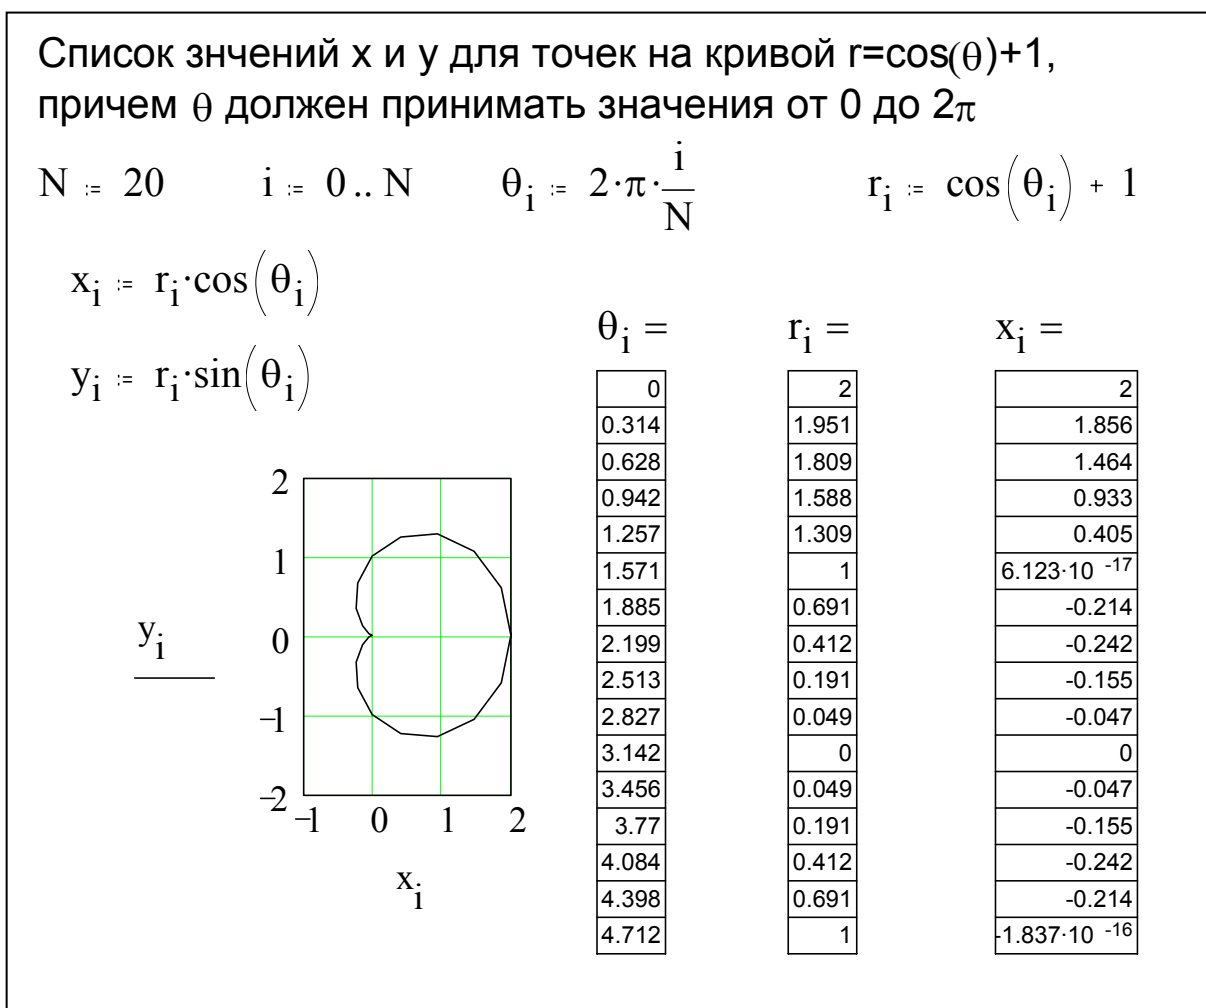 Список знчений x и y для точек на кривой r=cos(θ)+1,
причем θ должен принимать значения от 0 до 2π
N := 20 i := 0 .. N θ_i := 2·π·i/N r_i := cos(θ_i) + 1
x_i := r_i·cos(θ_i)
y_i := r_i·sin(θ_i)
θ_i = r_i = x_i =
0 2 2
0.314 1.951 1.856
0.628 1.809 1.464
0.942 1.588 0.933
1.257 1.309 0.405
1.571 1 6.123·10 -17
1.885 0.691 -0.214
2.199 0.412 -0.242
2.513 0.191 -0.155
2.827 0.049 -0.047
3.142 0 0
3.456 0.049 -0.047
3.77 0.191 -0.155
4.084 0.412 -0.242
4.398 0.691 -0.214
4.712 1 -1.837·10 -16
2
1
y_i 0
−1
−2
−1 0 1 2
x_i